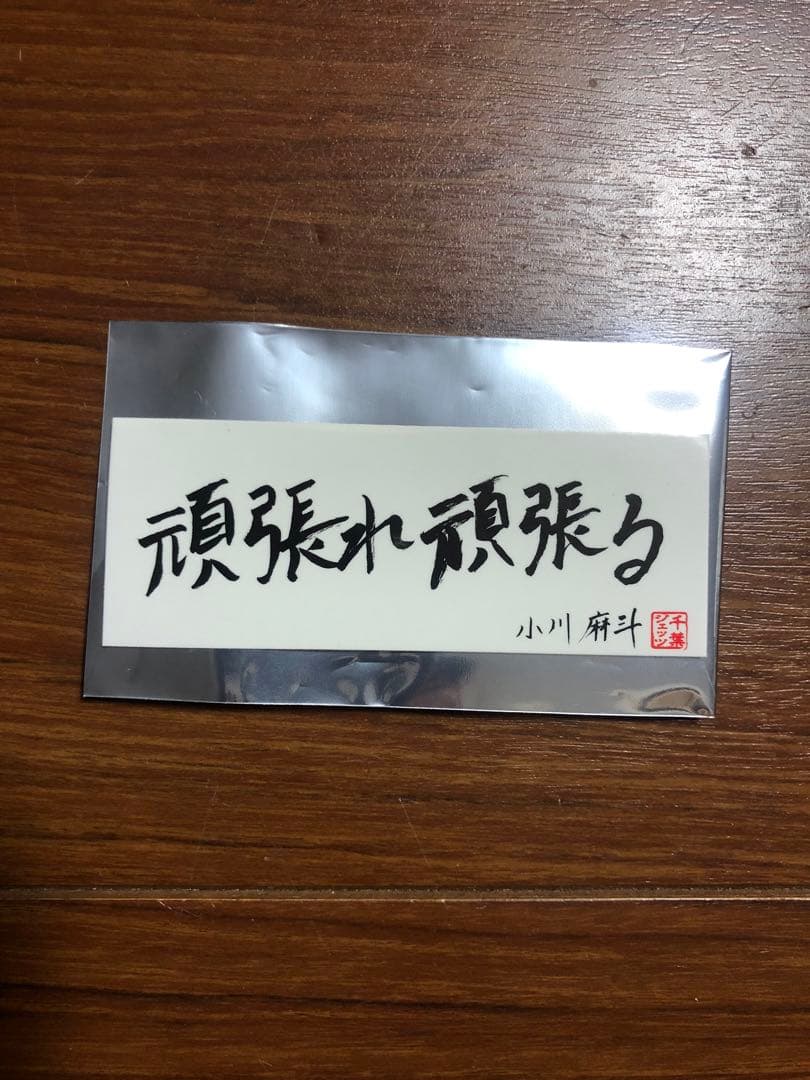 頑張れ頑張る
小川 麻斗
千葉
ジェッツ